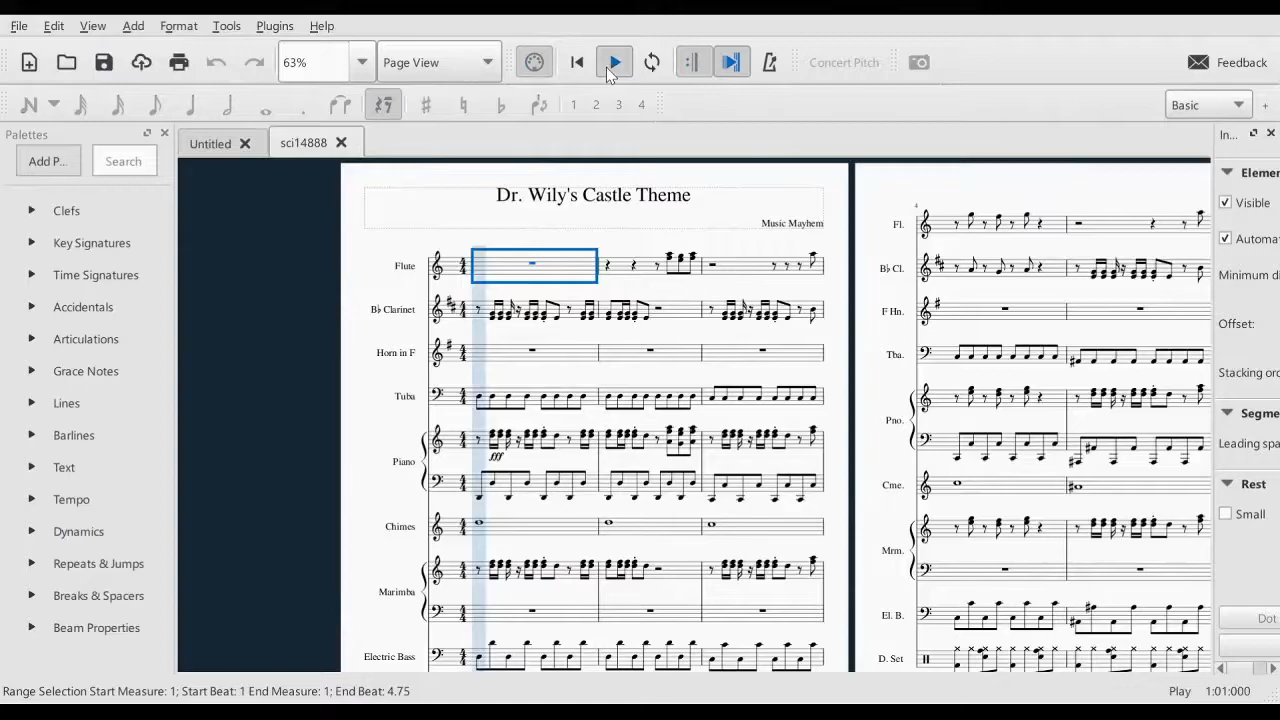 File Edit View Add Format Tools Plugins Help
63% Page View Concert Pitch Feedback
1 2 3 4 Basic
Palettes In...
Untitled sci14888
Add P... Search
Clefs
Key Signatures
Time Signatures
Accidentals
Articulations
Grace Notes
Lines
Barlines
Text
Tempo
Dynamics
Repeats & Jumps
Breaks & Spacers
Beam Properties
Dr. Wily's Castle Theme
Music Mayhem
Flute
B♭ Clarinet
Horn in F
Tuba
Piano
fff
Chimes
Marimba
Electric Bass
4
Fl.
B♭ Cl.
F Hn.
Tba.
Pno.
Cme.
Mrm.
El. B.
D. Set
Elemen
Visible
Automa
Minimum d
Offset:
Stacking ord
Segme
Leading spa
Rest
Small
Dot
Range Selection Start Measure: 1; Start Beat: 1 End Measure: 1; End Beat: 4.75
Play 1:01:000